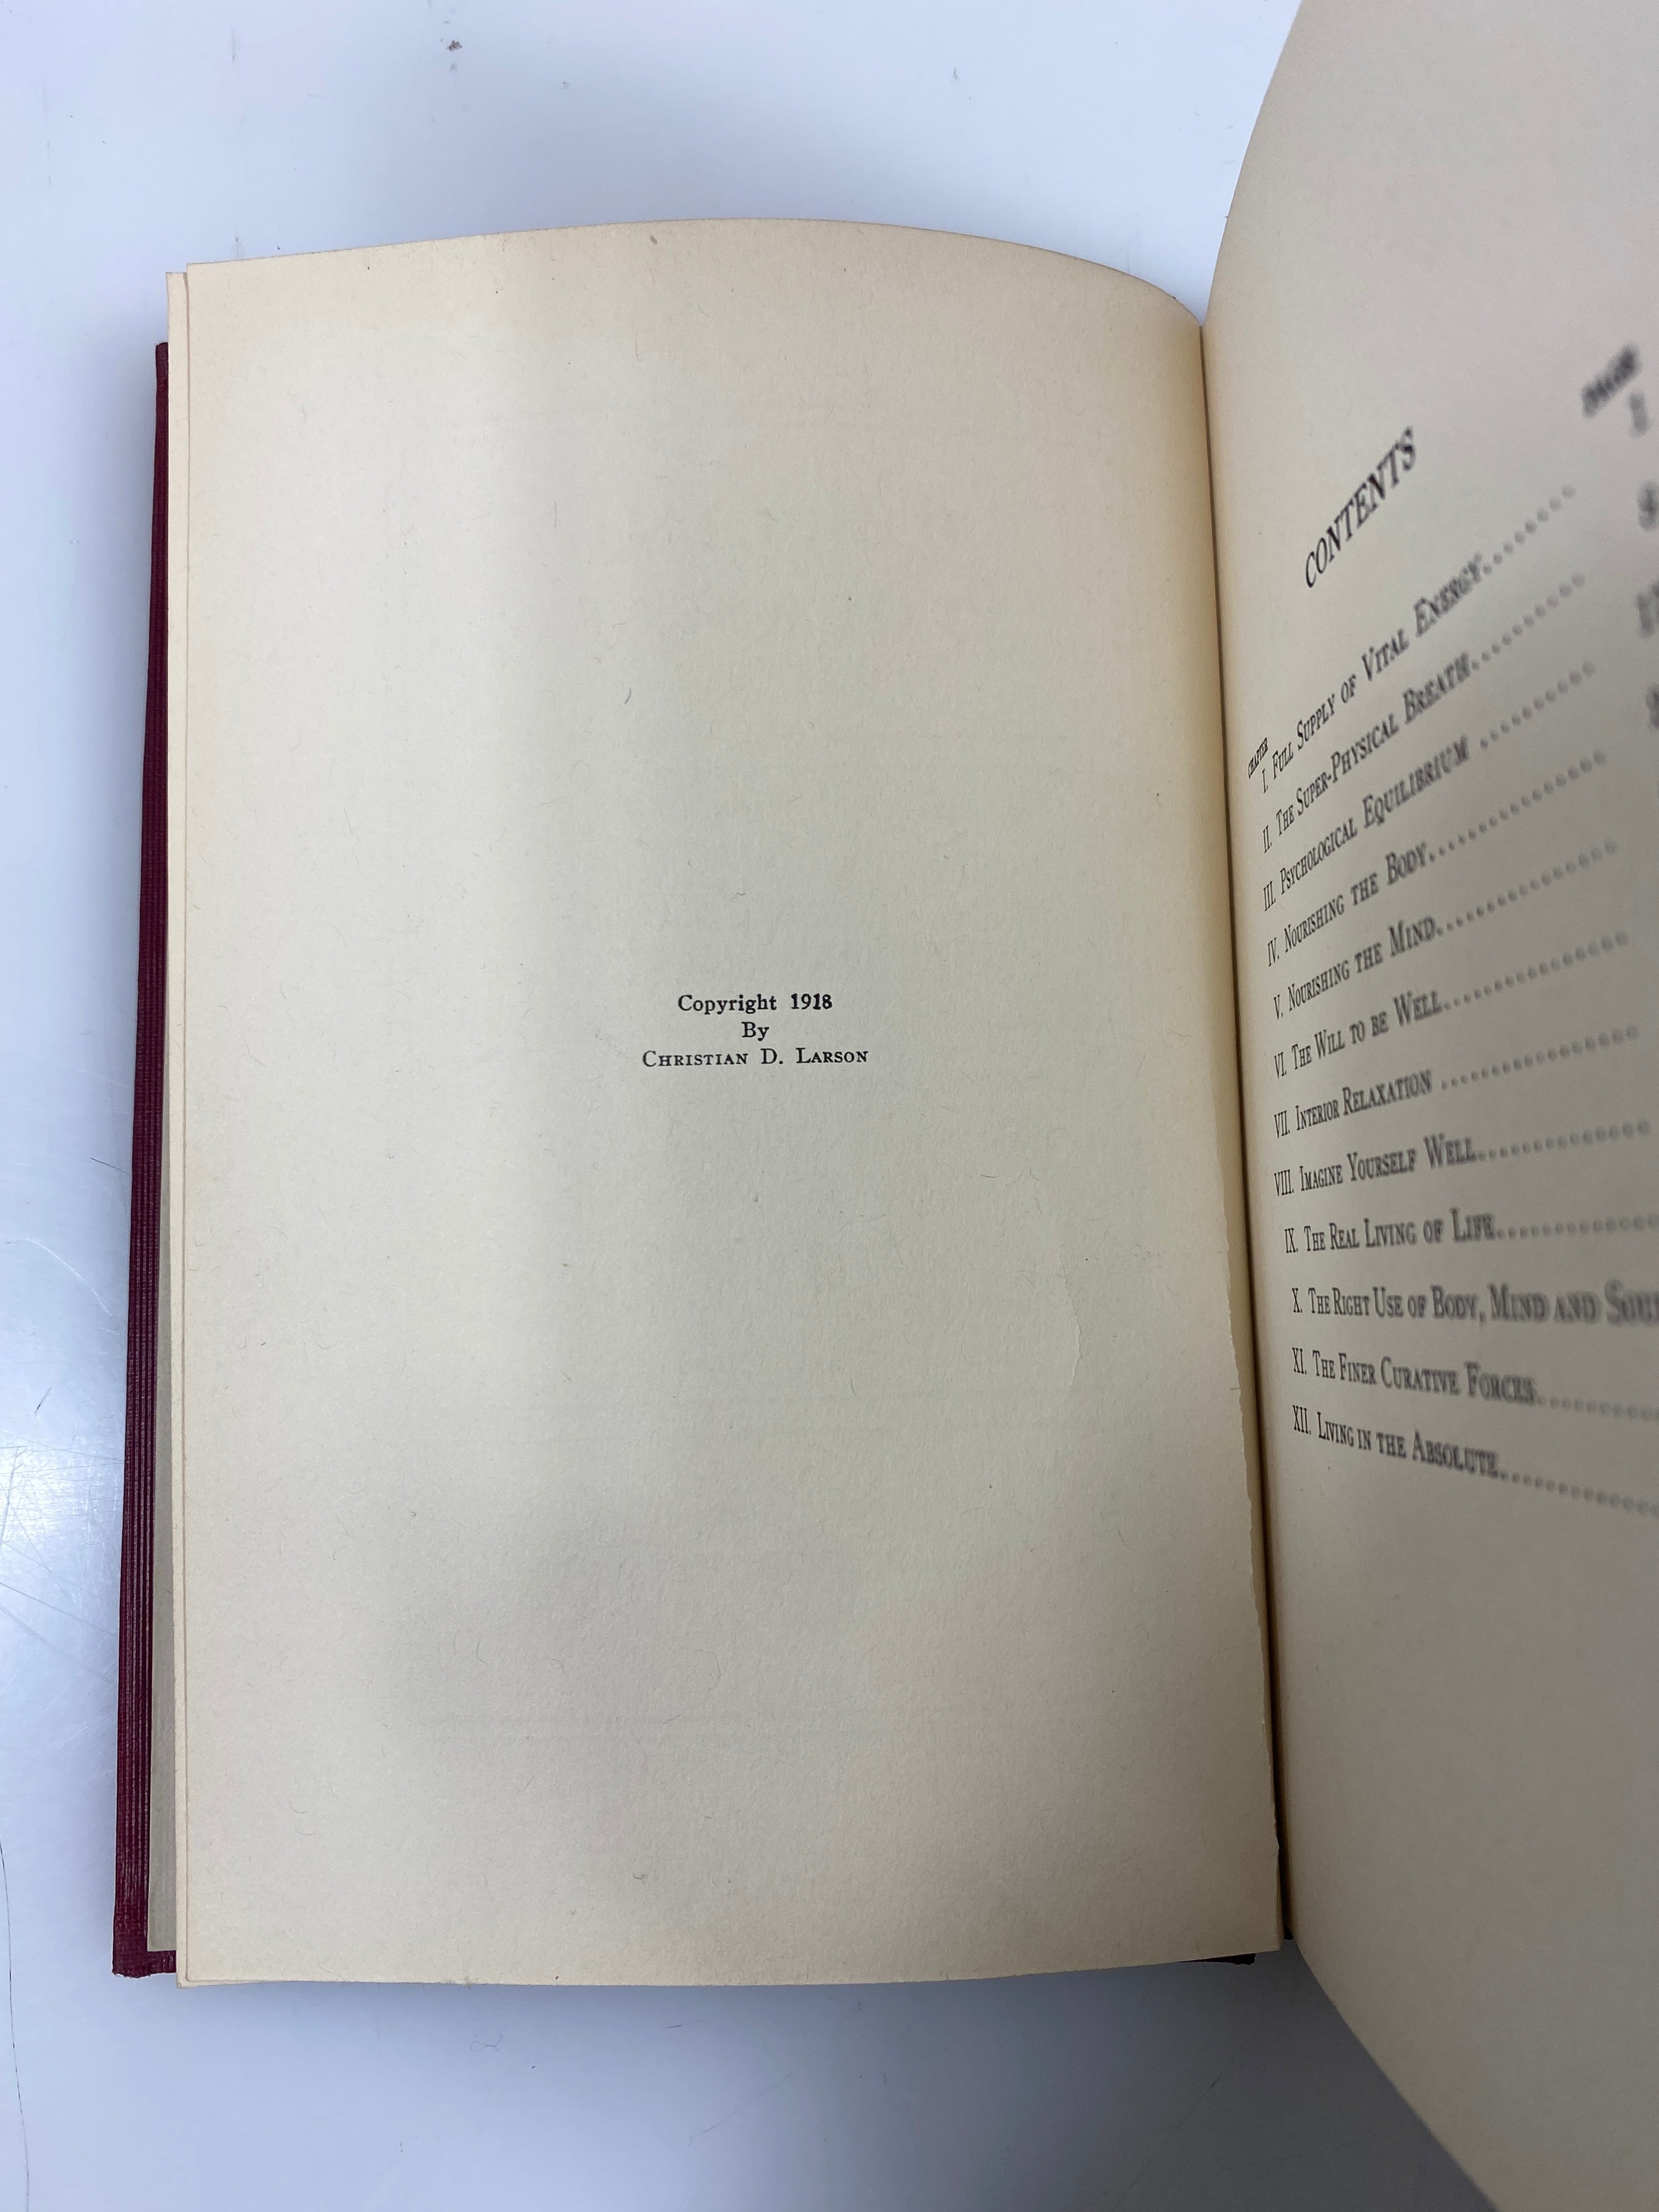 Copyright 1918
By
CHRISTIAN D. LARSON
CONTENTS
CHAPTER PAGE
I. FULL SUPPLY OF VITAL ENERGY....... 1
II. THE SUPER-PHYSICAL BREATH.........
III. PSYCHOLOGICAL EQUILIBRIUM .........
IV. NOURISHING THE BODY..............
V. NOURISHING THE MIND..............
VI. THE WILL TO BE WELL..............
VII. INTERIOR RELAXATION ...............
VIII. IMAGINE YOURSELF WELL.............
IX. THE REAL LIVING OF LIFE.............
X. THE RIGHT USE OF BODY, MIND AND
XI. THE FINER CURATIVE FORCES..........
XII. LIVING IN THE ABSOLUTE.............